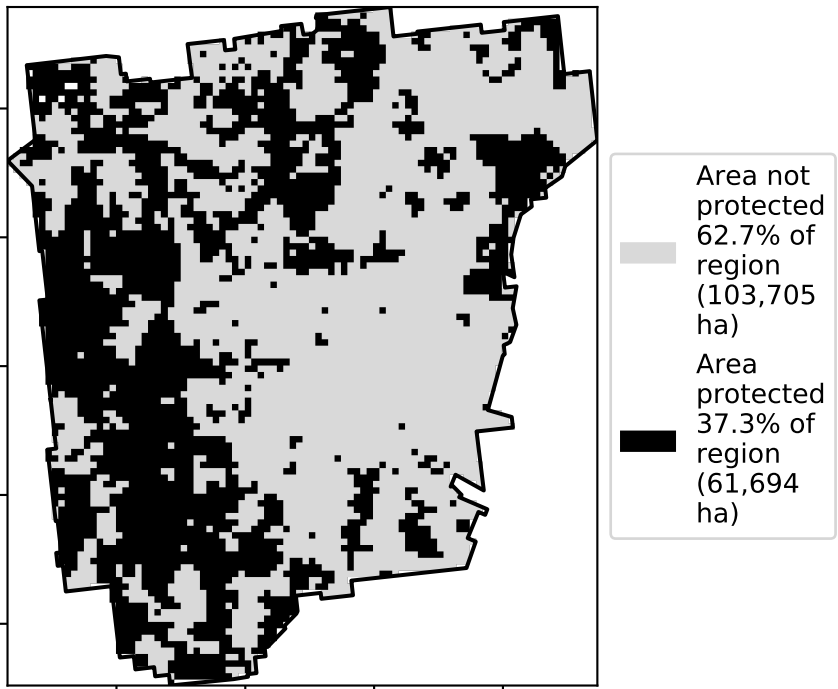 Area not
protected
62.7% of
region
(103,705
ha)
Area
protected
37.3% of
region
(61,694
ha)